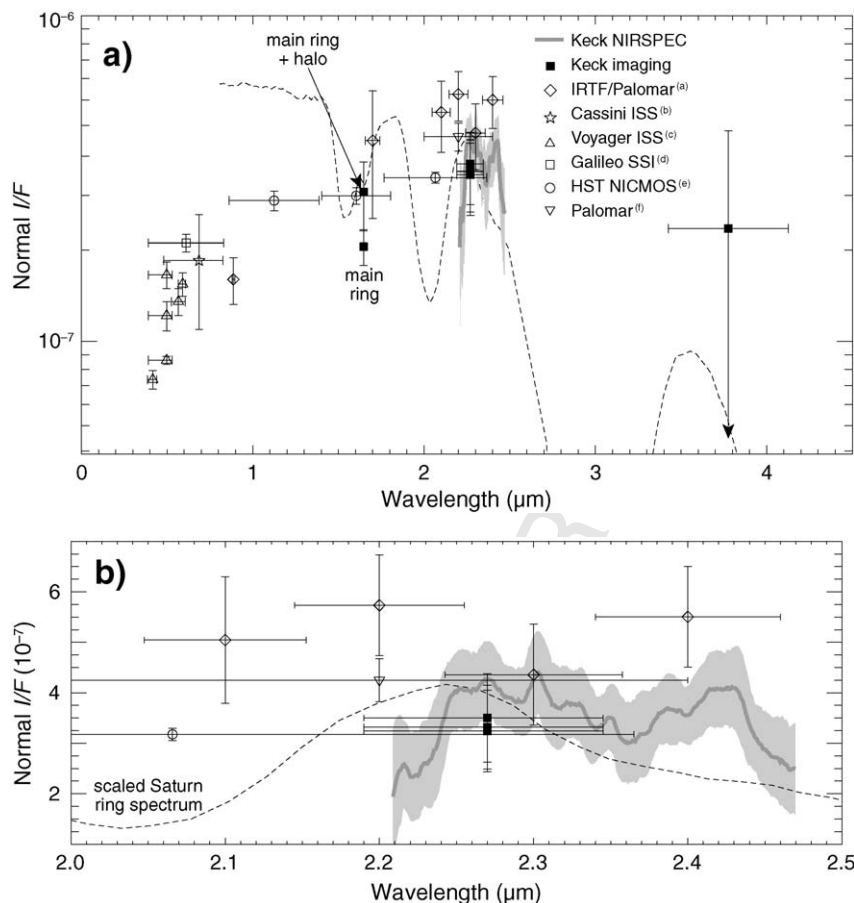 10⁻⁶
a)
main ring
+ halo
Keck NIRSPEC
Keck imaging
IRTF/Palomar(a)
Cassini ISS(b)
Voyager ISS(c)
Galileo SSI(d)
HST NICMOS(e)
Palomar(f)
Normal I/F
main
ring
10⁻⁷
0 1 2 3 4
Wavelength (μm)
b)
6
4
2
Normal I/F (10⁻⁷)
scaled Saturn
ring spectrum
2.0 2.1 2.2 2.3 2.4 2.5
Wavelength (μm)